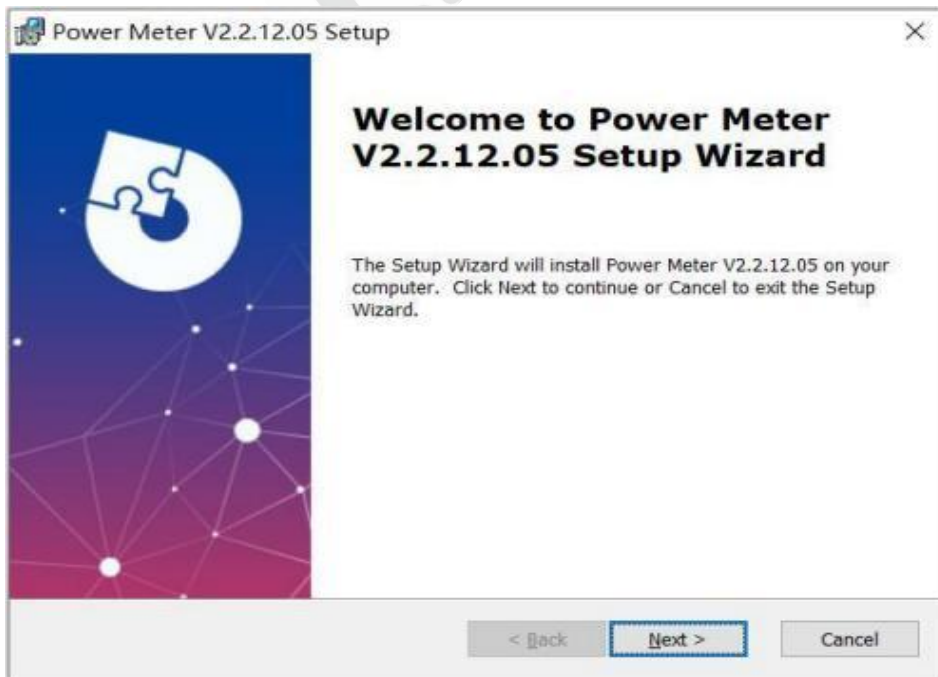 Power Meter V2.2.12.05 Setup
Welcome to Power Meter
V2.2.12.05 Setup Wizard
The Setup Wizard will install Power Meter V2.2.12.05 on your
computer. Click Next to continue or Cancel to exit the Setup
Wizard.
< Back Next > Cancel